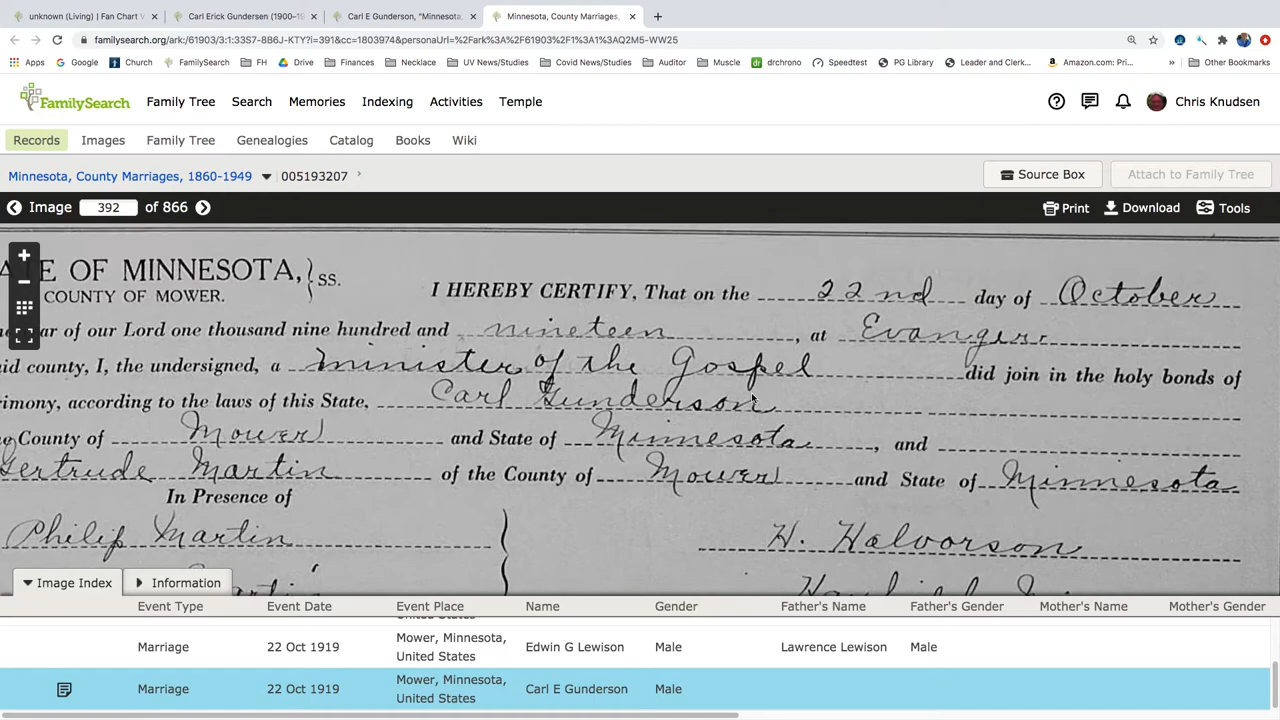 unknown (Living) | Fan Chart V
Carl Erick Gundersen (1900–19
Carl E Gunderson, "Minnesota,
Minnesota, County Marriages,
familysearch.org/ark:/61903/3:1:33S7-8B6J-KTY?i=391&cc=1803974&personaUrl=%2Fark%3A%2F61903%2F1%3A1%3AQ2M5-WW25
Apps Google Church FamilySearch FH Drive Finances Necklace UV News/Studies Covid News/Studies Auditor Muscle drchrono Speedtest PG Library Leader and Clerk... Amazon.com: Pri... » Other Bookmarks
FamilySearch Family Tree Search Memories Indexing Activities Temple Chris Knudsen
Records Images Family Tree Genealogies Catalog Books Wiki
Minnesota, County Marriages, 1860-1949 005193207 Source Box Attach to Family Tree
Image 392 of 866 Print Download Tools
ATE OF MINNESOTA, } ss.
COUNTY OF MOWER.
I HEREBY CERTIFY, That on the 22nd day of October
ar of our Lord one thousand nine hundred and nineteen, at Evanger
aid county, I, the undersigned, a minister of the Gospel did join in the holy bonds of
rimony, according to the laws of this State, Carl Gunderson
County of Mower and State of Minnesota, and
Gertrude Martin of the County of Mower and State of Minnesota
In Presence of
Philip Martin H. Halvorson
Image Index Information
Event Type Event Date Event Place Name Gender Father's Name Father's Gender Mother's Name Mother's Gender
Marriage 22 Oct 1919 Mower, Minnesota, United States Edwin G Lewison Male Lawrence Lewison Male
Marriage 22 Oct 1919 Mower, Minnesota, United States Carl E Gunderson Male